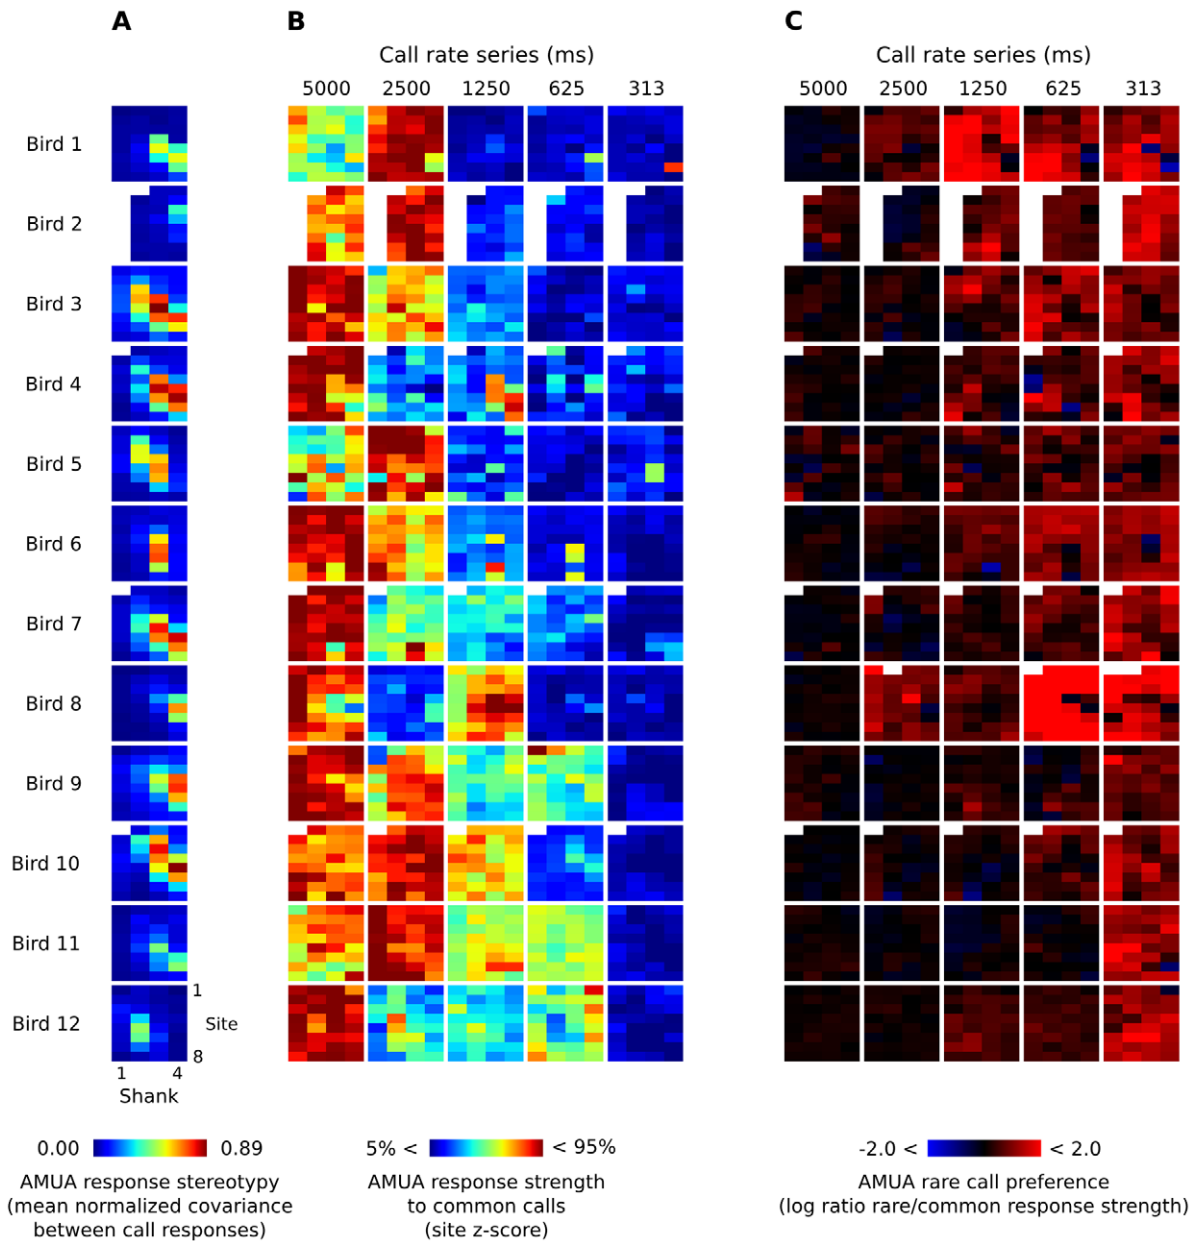 A B C
Call rate series (ms) Call rate series (ms)
5000 2500 1250 625 313 5000 2500 1250 625 313
Bird 1
Bird 2
Bird 3
Bird 4
Bird 5
Bird 6
Bird 7
Bird 8
Bird 9
Bird 10
Bird 11
1
Bird 12 Site
8
1 4
Shank
0.00 0.89 5% < < 95% -2.0 < < 2.0
AMUA response stereotypy AMUA response strength AMUA rare call preference
(mean normalized covariance to common calls (log ratio rare/common response strength)
between call responses) (site z-score)